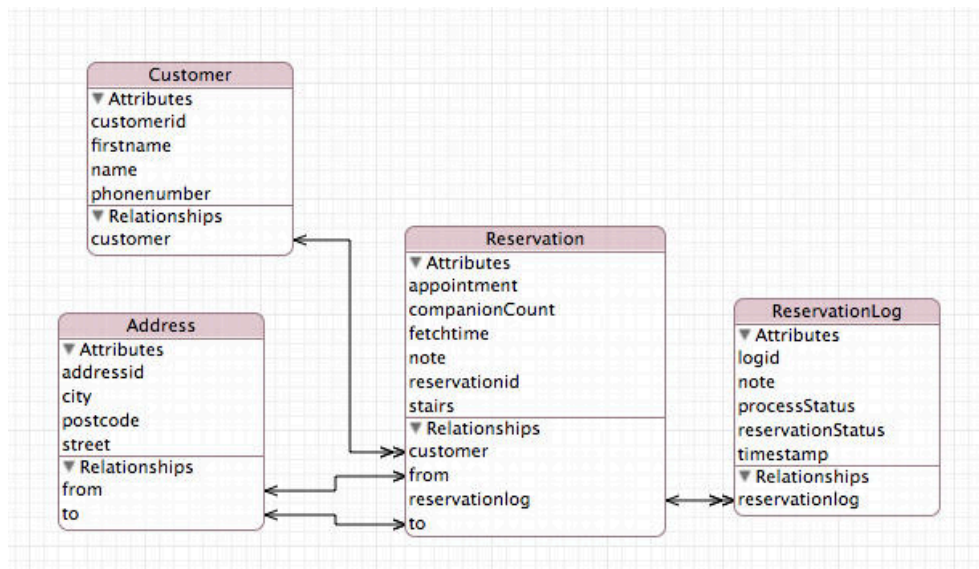 Customer
Attributes
customerid
firstname
name
phonenumber
Relationships
customer
Address
Attributes
addressid
city
postcode
street
Relationships
from
to
Reservation
Attributes
appointment
companionCount
fetchtime
note
reservationid
stairs
Relationships
customer
from
reservationlog
to
ReservationLog
Attributes
logid
note
processStatus
reservationStatus
timestamp
Relationships
reservationlog